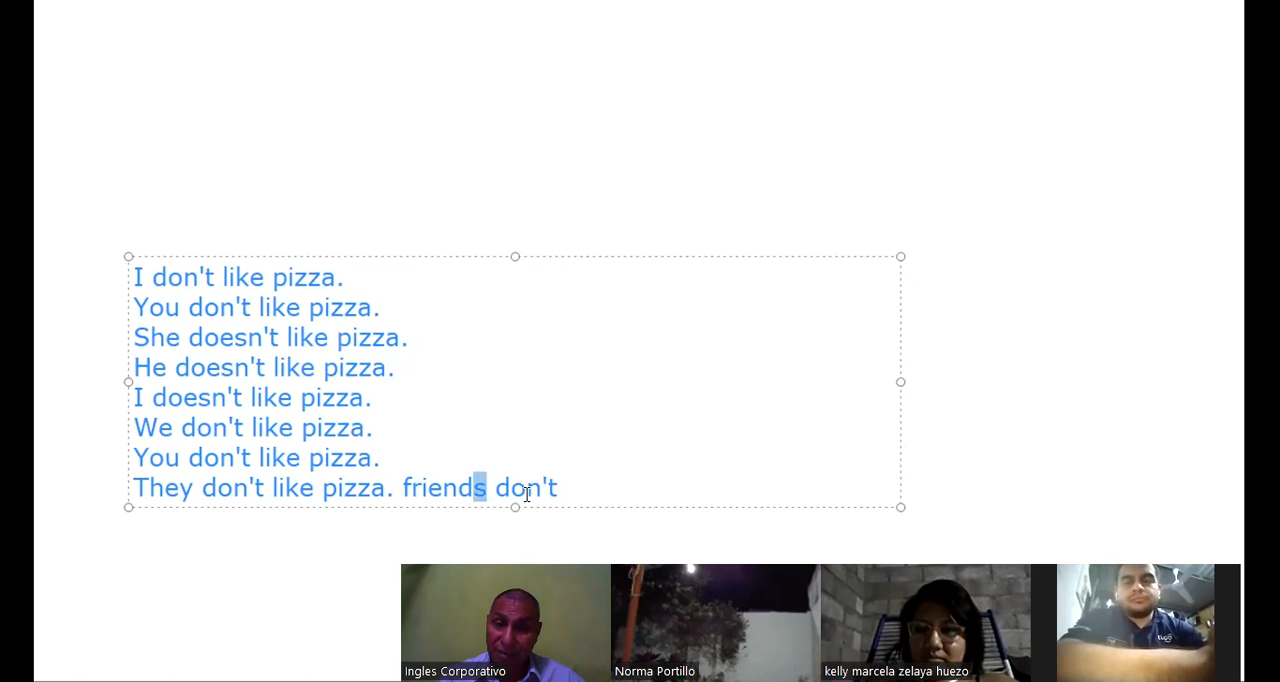 I don't like pizza.
You don't like pizza.
She doesn't like pizza.
He doesn't like pizza.
I doesn't like pizza.
We don't like pizza.
You don't like pizza.
They don't like pizza. friends don't
Ingles Corporativo
Norma Portillo
kelly marcela zelaya huezo
tigo